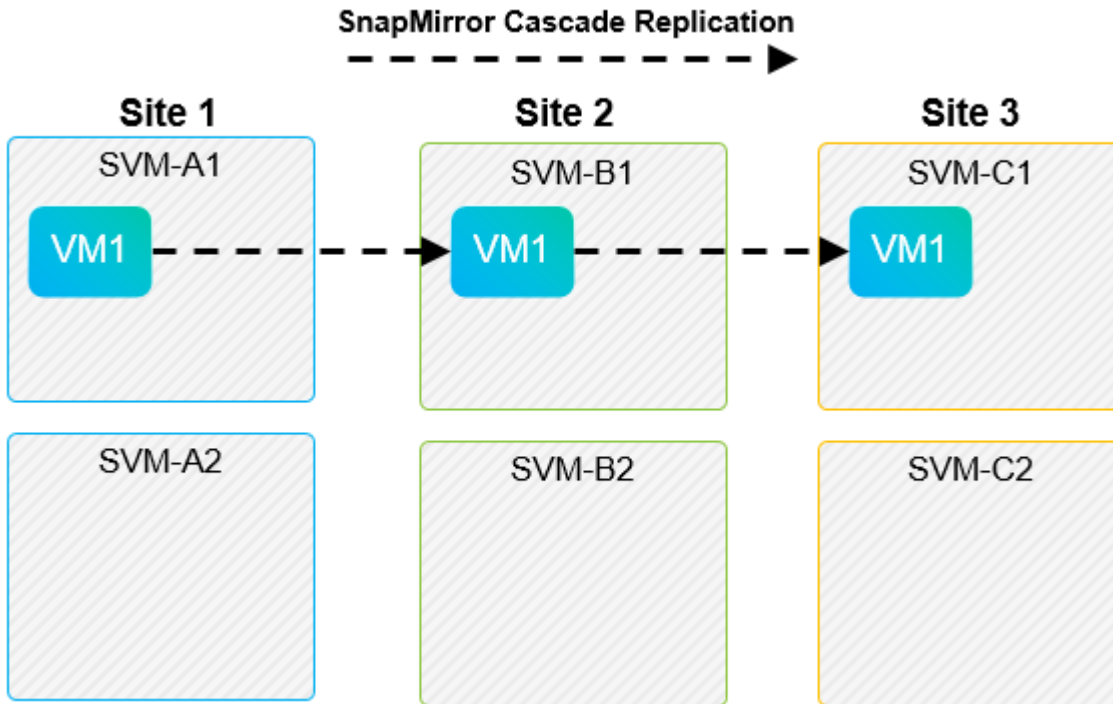 SnapMirror Cascade Replication
Site 1
Site 2
Site 3
SVM-A1
SVM-B1
SVM-C1
VM1
VM1
VM1
SVM-A2
SVM-B2
SVM-C2